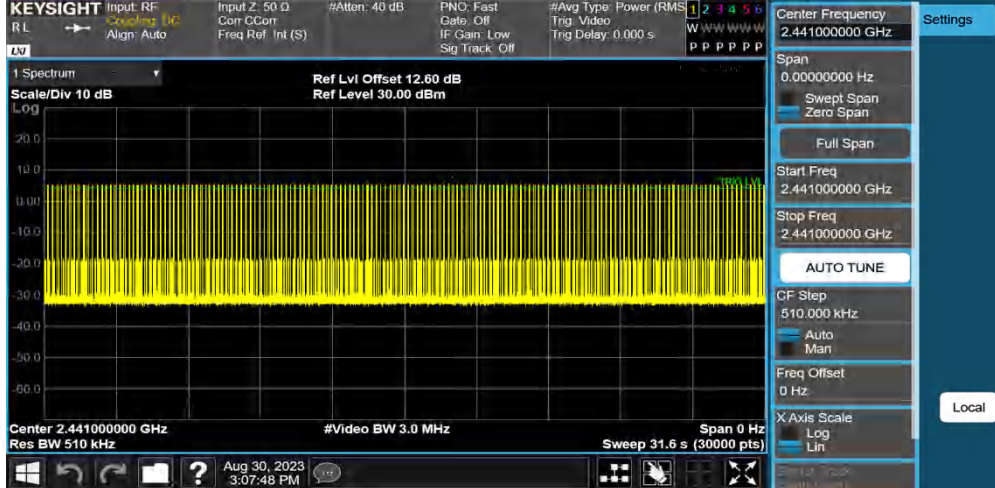 KEYSIGHT Input: RF
RL
Coupling: DC
Align: Auto
LXI
Input Z: 50 Ω
Corr CCorr
Freq Ref: Int (S)
#Atten: 40 dB
PNO: Fast
Gate: Off
IF Gain: Low
Sig Track: Off
#Avg Type: Power (RMS
Trig: Video
Trig Delay: 0.000 s
1 2 3 4 5 6
W W W W W W
P P P P P P
1 Spectrum
Scale/Div 10 dB
Ref Lvl Offset 12.60 dB
Ref Level 30.00 dBm
Log
20.0
10.0
TRIG LVL
0.00
-10.0
-20.0
-30.0
-40.0
-50.0
-60.0
Center 2.441000000 GHz
#Video BW 3.0 MHz
Span 0 Hz
Res BW 510 kHz
Sweep 31.6 s (30000 pts)
?
Aug 30, 2023
3:07:48 PM
Center Frequency
2.441000000 GHz
Span
0.00000000 Hz
Swept Span
Zero Span
Full Span
Start Freq
2.441000000 GHz
Stop Freq
2.441000000 GHz
AUTO TUNE
CF Step
510.000 kHz
Auto
Man
Freq Offset
0 Hz
X Axis Scale
Log
Lin
Settings
Local